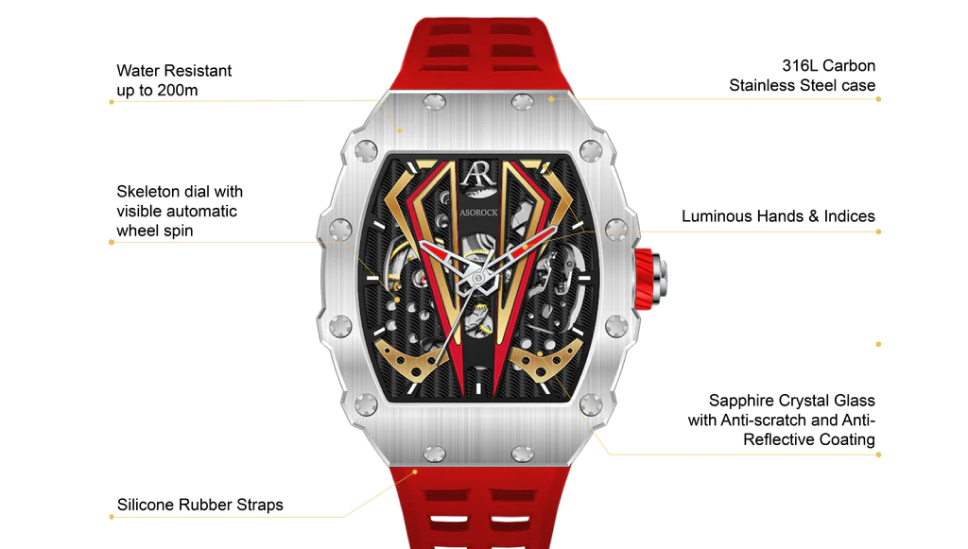 Water Resistant
up to 200m
316L Carbon
Stainless Steel case
Skeleton dial with
visible automatic
wheel spin
AR
ASOROCK
Luminous Hands & Indices
Sapphire Crystal Glass
with Anti-scratch and Anti-
Reflective Coating
Silicone Rubber Straps